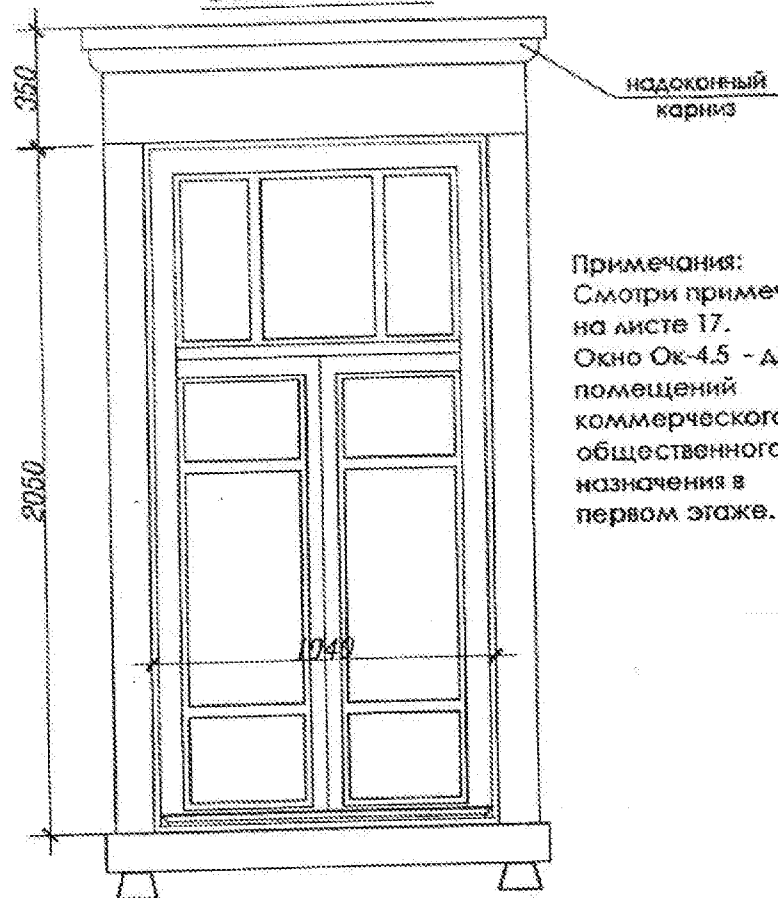 350
надоконный
карниз
Примечания:
Смотри примеч
на листе 17.
Окно Ок-4.5 - д
помещений
коммерческого
общественного
назначения в
первом этаже.
2050
1040